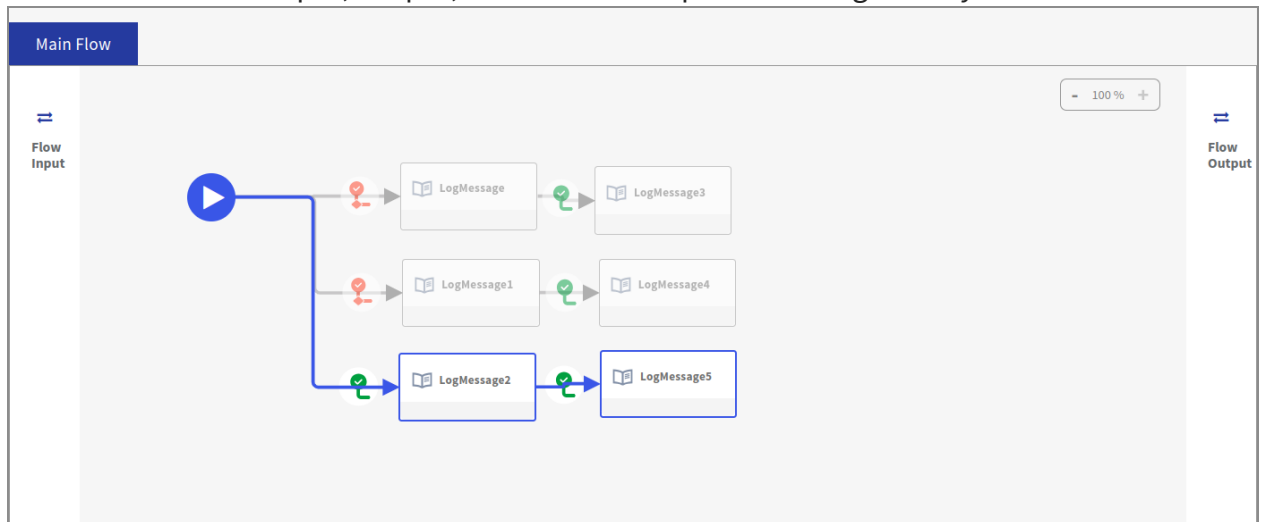 Main Flow
- 100 % +
Flow
Input
Flow
Output
LogMessage
LogMessage3
LogMessage1
LogMessage4
LogMessage2
LogMessage5